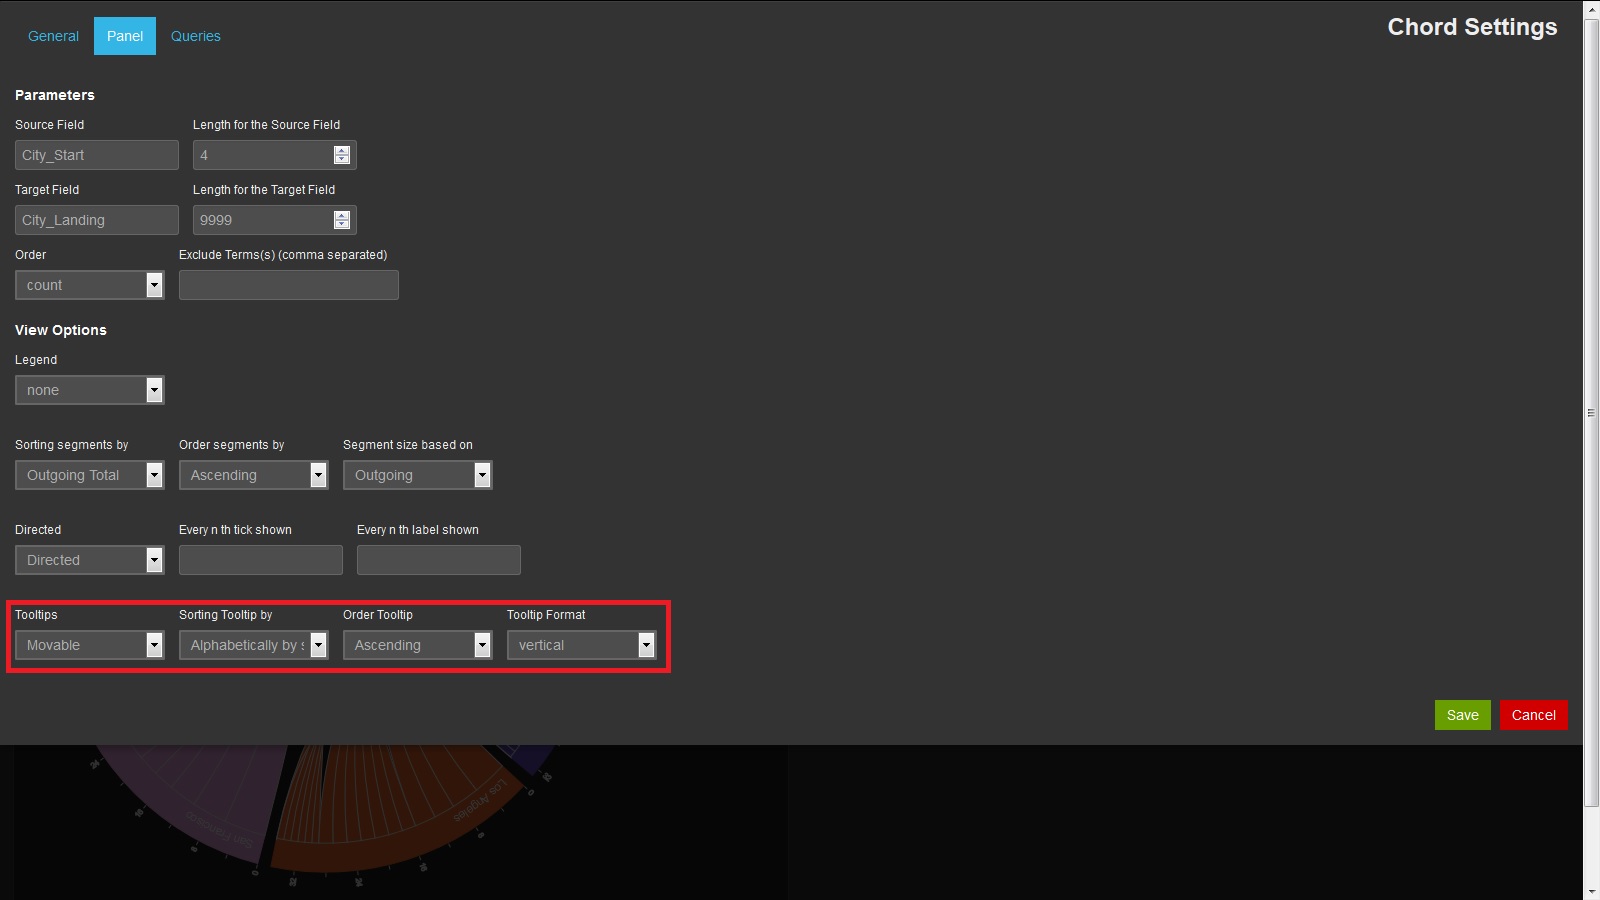 General Panel Queries
Chord Settings
Parameters
Source Field Length for the Source Field
City_Start 4
Target Field Length for the Target Field
City_Landing 9999
Order Exclude Terms(s) (comma separated)
count
View Options
Legend
none
Sorting segments by Order segments by Segment size based on
Outgoing Total Ascending Outgoing
Directed Every n th tick shown Every n th label shown
Directed
Tooltips Sorting Tooltip by Order Tooltip Tooltip Format
Movable Alphabetically by s Ascending vertical
Save Cancel
San Francisco
Los Angeles